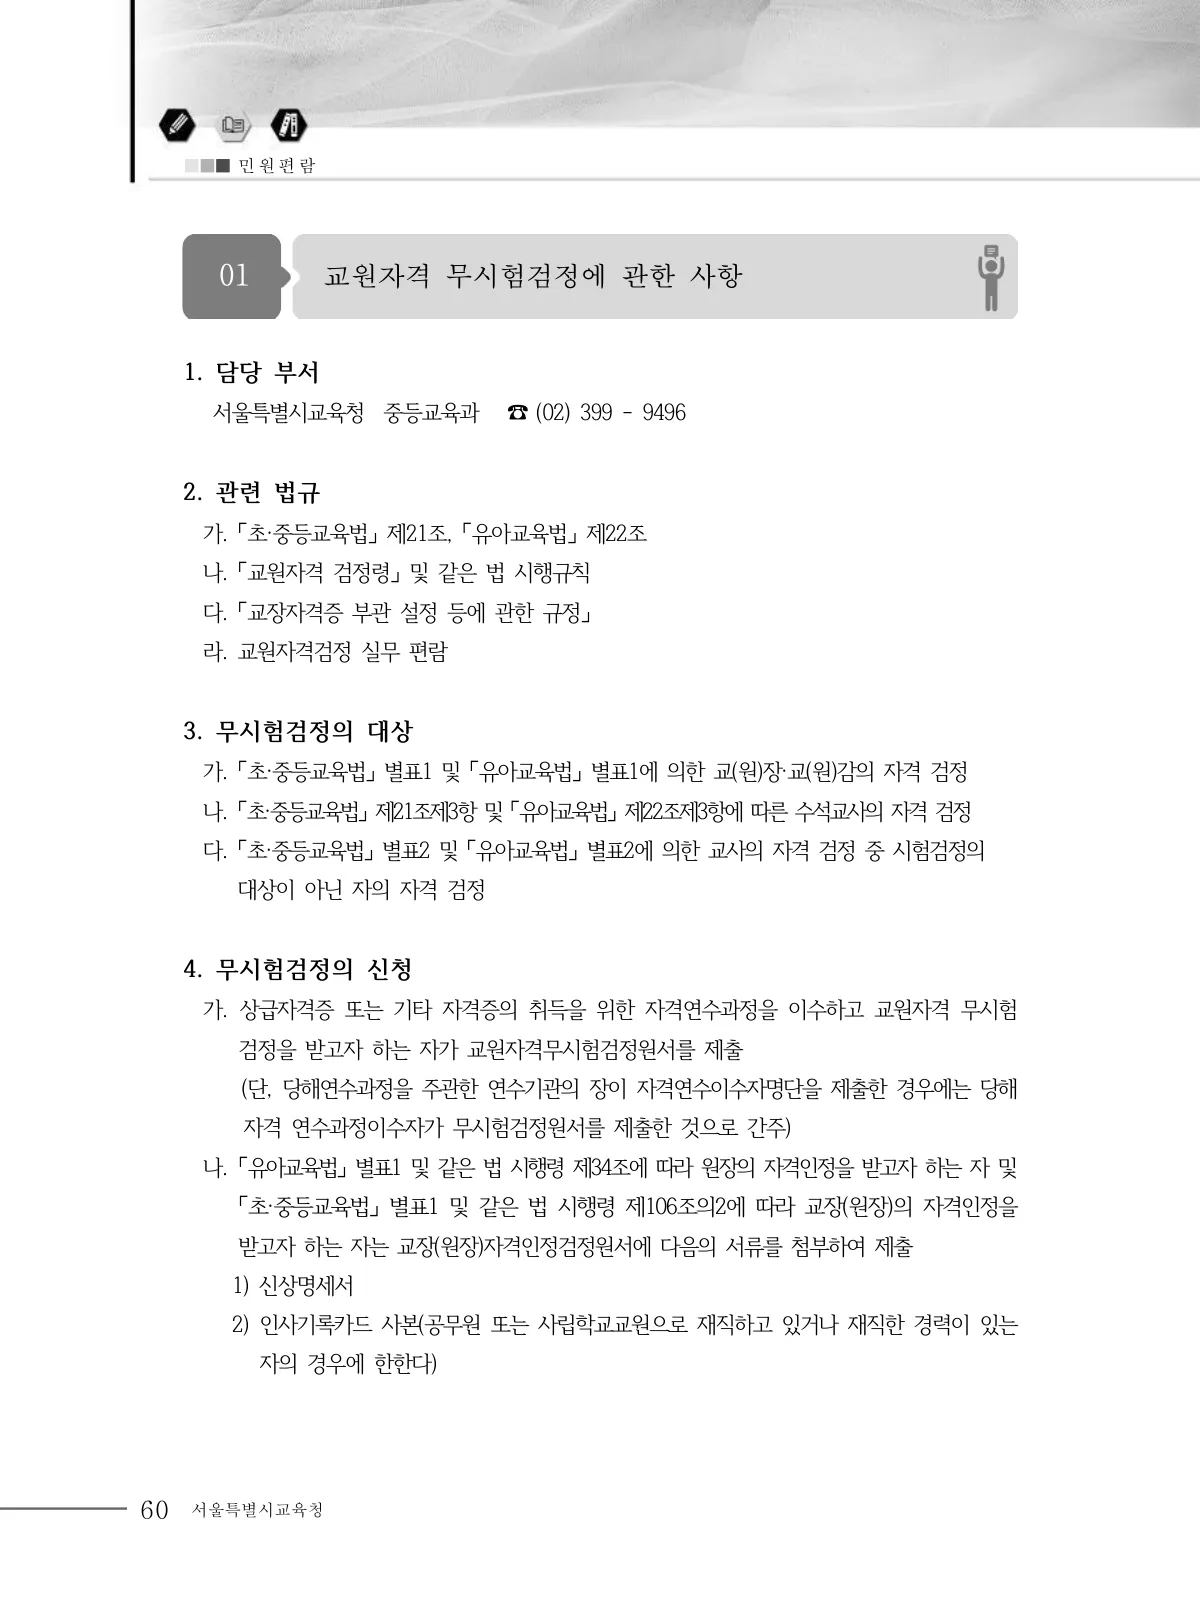 민원편람
01 교원자격 무시험검정에 관한 사항
1. 담당 부서
서울특별시교육청 중등교육과 ☎ (02) 399 - 9496
2. 관련 법규
가.「초·중등교육법」제21조,「유아교육법」제22조
나.「교원자격 검정령」및 같은 법 시행규칙
다.「교장자격증 부관 설정 등에 관한 규정」
라. 교원자격검정 실무 편람
3. 무시험검정의 대상
가.「초·중등교육법」별표1 및「유아교육법」별표1에 의한 교(원)장·교(원)감의 자격 검정
나.「초·중등교육법」제21조제3항 및「유아교육법」제22조제3항에 따른 수석교사의 자격 검정
다.「초·중등교육법」별표2 및「유아교육법」별표2에 의한 교사의 자격 검정 중 시험검정의
대상이 아닌 자의 자격 검정
4. 무시험검정의 신청
가. 상급자격증 또는 기타 자격증의 취득을 위한 자격연수과정을 이수하고 교원자격 무시험
검정을 받고자 하는 자가 교원자격무시험검정원서를 제출
(단, 당해연수과정을 주관한 연수기관의 장이 자격연수이수자명단을 제출한 경우에는 당해
자격 연수과정이수자가 무시험검정원서를 제출한 것으로 간주)
나.「유아교육법」별표1 및 같은 법 시행령 제34조에 따라 원장의 자격인정을 받고자 하는 자 및
「초·중등교육법」별표1 및 같은 법 시행령 제106조의2에 따라 교장(원장)의 자격인정을
받고자 하는 자는 교장(원장)자격인정검정원서에 다음의 서류를 첨부하여 제출
1) 신상명세서
2) 인사기록카드 사본(공무원 또는 사립학교교원으로 재직하고 있거나 재직한 경력이 있는
자의 경우에 한한다)
60 서울특별시교육청